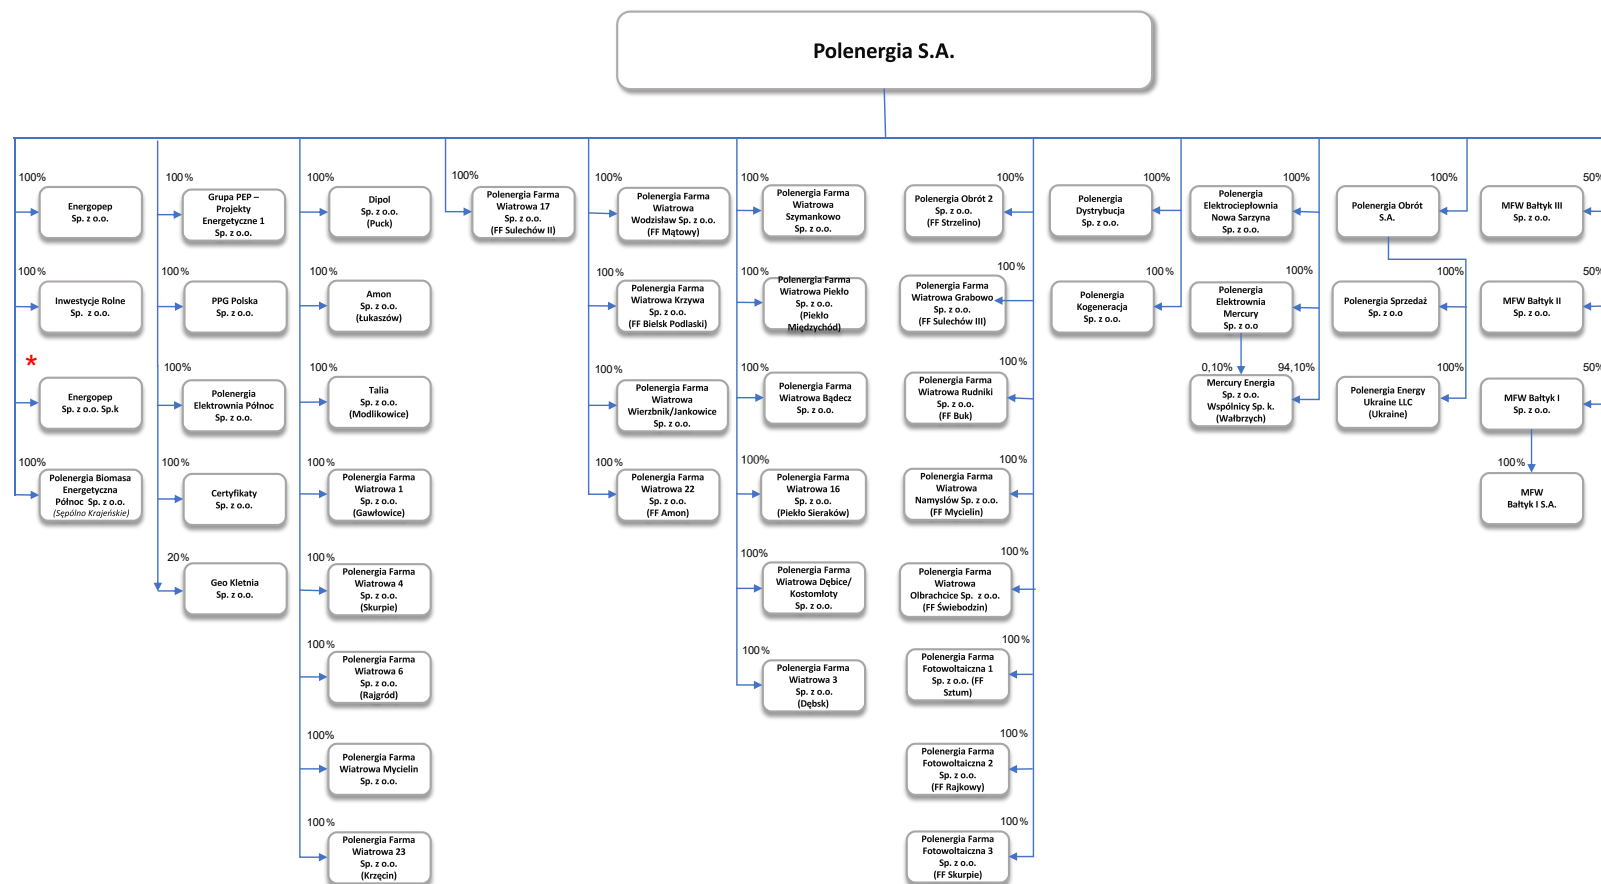 Polenergia S.A.
100%
Energopep
Sp. z o.o.
100%
Inwestycje Rolne
Sp. z o.o.
*
Energopep
Sp. z o.o. Sp.k
100%
Polenergia Biomasa
Energetyczna
Północ Sp. z o.o.
(Sępólno Krajeńskie)
100%
Grupa PEP –
Projekty
Energetyczne 1
Sp. z o.o.
100%
PPG Polska
Sp. z o.o.
100%
Polenergia
Elektrownia Północ
Sp. z o.o.
100%
Certyfikaty
Sp. z o.o.
20%
Geo Kletnia
Sp. z o.o.
100%
Dipol
Sp. z o.o.
(Puck)
100%
Amon
Sp. z o.o.
(Łukaszów)
100%
Talia
Sp. z o.o.
(Modlikowice)
100%
Polenergia Farma
Wiatrowa 1
Sp. z o.o.
(Gawłowice)
100%
Polenergia Farma
Wiatrowa 4
Sp. z o.o.
(Skurpie)
100%
Polenergia Farma
Wiatrowa 6
Sp. z o.o.
(Rajgród)
100%
Polenergia Farma
Wiatrowa Mycielin
Sp. z o.o.
100%
Polenergia Farma
Wiatrowa 23
Sp. z o.o.
(Krzęcin)
100%
Polenergia Farma
Wiatrowa 17
Sp. z o.o.
(FF Sulechów II)
100%
Polenergia Farma
Wiatrowa
Wodzisław Sp. z o.o.
(FF Mątowy)
100%
Polenergia Farma
Wiatrowa Krzywa
Sp. z o.o.
(FF Bielsk Podlaski)
100%
Polenergia Farma
Wiatrowa
Wierzbnik/Jankowice
Sp. z o.o.
100%
Polenergia Farma
Wiatrowa 22
Sp. z o.o.
(FF Amon)
100%
Polenergia Farma
Wiatrowa
Szymankowo
Sp. z o.o.
100%
Polenergia Farma
Wiatrowa Piekło
Sp. z o.o.
(Piekło
Międzychód)
100%
Polenergia Farma
Wiatrowa Bądecz
Sp. z o.o.
100%
Polenergia Farma
Wiatrowa 16
Sp. z o.o.
(Piekło Sieraków)
100%
Polenergia Farma
Wiatrowa Dębice/
Kostomłoty
Sp. z o.o.
100%
Polenergia Farma
Wiatrowa 3
Sp. z o.o.
(Dębsk)
100%
Polenergia Obrót 2
Sp. z o.o.
(FF Strzelino)
100%
Polenergia Farma
Wiatrowa Grabowo
Sp. z o.o.
(FF Sulechów III)
100%
Polenergia Farma
Wiatrowa Rudniki
Sp. z o.o.
(FF Buk)
100%
Polenergia Farma
Wiatrowa
Namysłów Sp. z o.o.
(FF Mycielin)
100%
Polenergia Farma
Wiatrowa
Olbrachcice Sp. z o.o.
(FF Świebodzin)
100%
Polenergia Farma
Fotowoltaiczna 1
Sp. z o.o. (FF
Sztum)
100%
Polenergia Farma
Fotowoltaiczna 2
Sp. z o.o.
(FF Rajkowy)
100%
Polenergia Farma
Fotowoltaiczna 3
Sp. z o.o.
(FF Skurpie)
100%
Polenergia
Dystrybucja
Sp. z o.o.
100%
Polenergia
Kogeneracja
Sp. z o.o.
100%
Polenergia
Elektrociepłownia
Nowa Sarzyna
Sp. z o.o.
100%
Polenergia
Elektrownia
Mercury
Sp. z o.o
0,10%
94,10%
Mercury Energia
Sp. z o.o.
Wspólnicy Sp. k.
(Wałbrzych)
100%
Polenergia Obrót
S.A.
100%
Polenergia Sprzedaż
Sp. z o.o
100%
Polenergia Energy
Ukraine LLC
(Ukraine)
50%
MFW Bałtyk III
Sp. z o.o.
50%
MFW Bałtyk II
Sp. z o.o.
50%
MFW Bałtyk I
Sp. z o.o.
100%
MFW
Bałtyk I S.A.